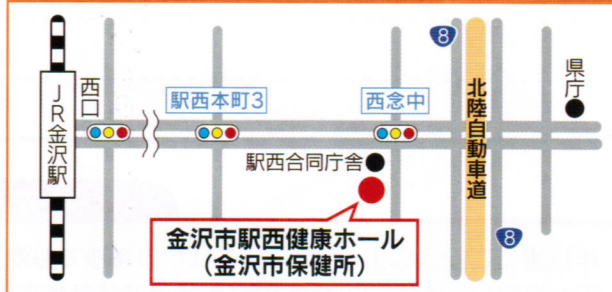 8
JR金沢駅
西口
駅西本町3
西念中
北陸自動車道
県庁
駅西合同庁舎
金沢市駅西健康ホール
(金沢市保健所)
8